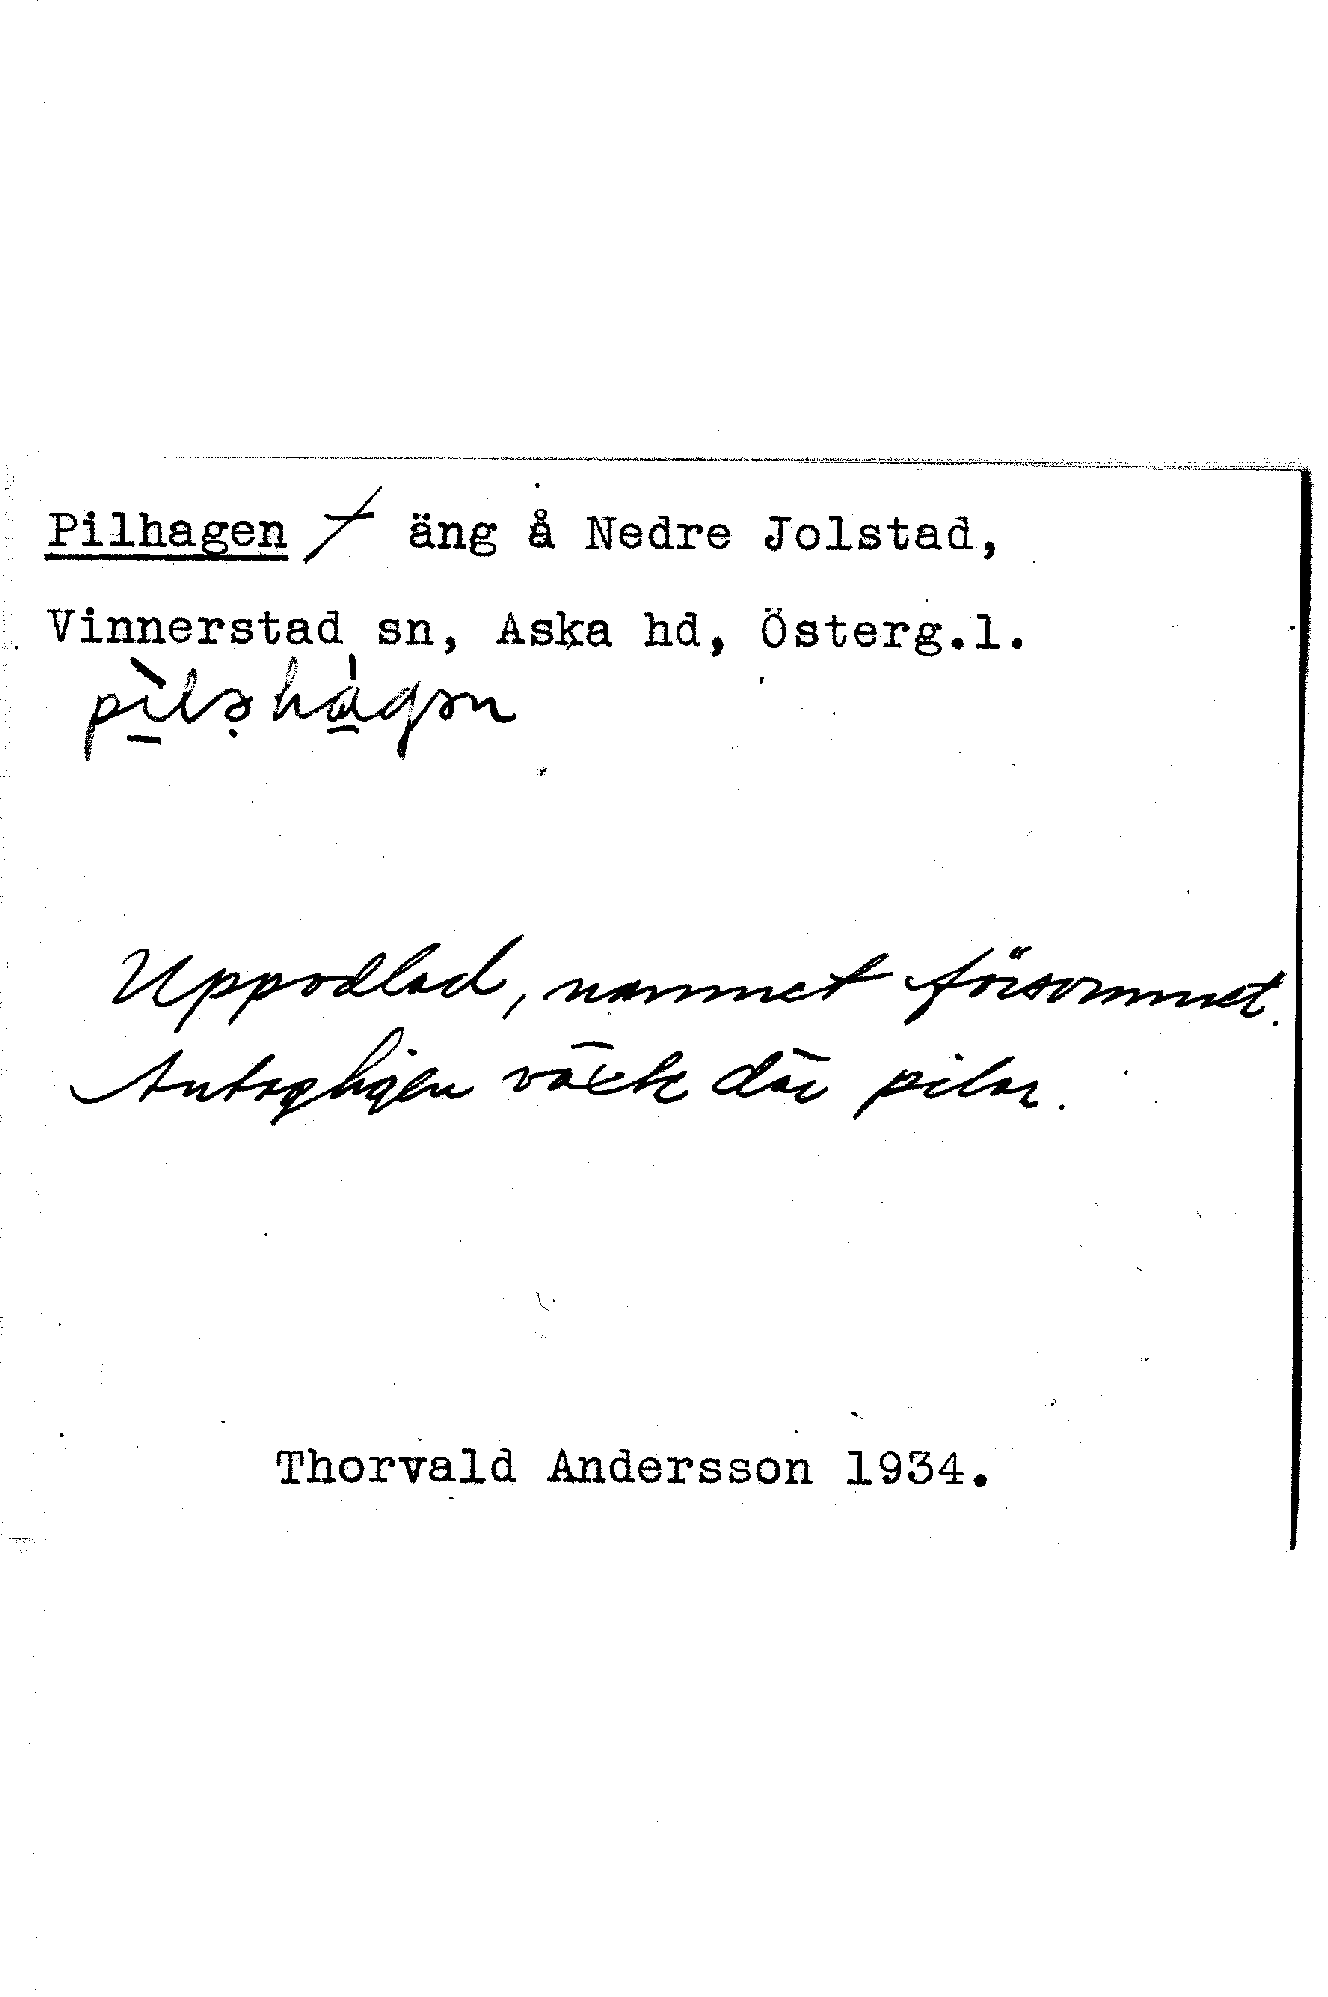 Pilhagen / äng å Nedre Jolstad,
Vinnerstad sn, Aska hd, Österg.l.
Uppodlad, namnet försvunnet.
Antagligen växte där pilar.
Thorvald Andersson 1934.